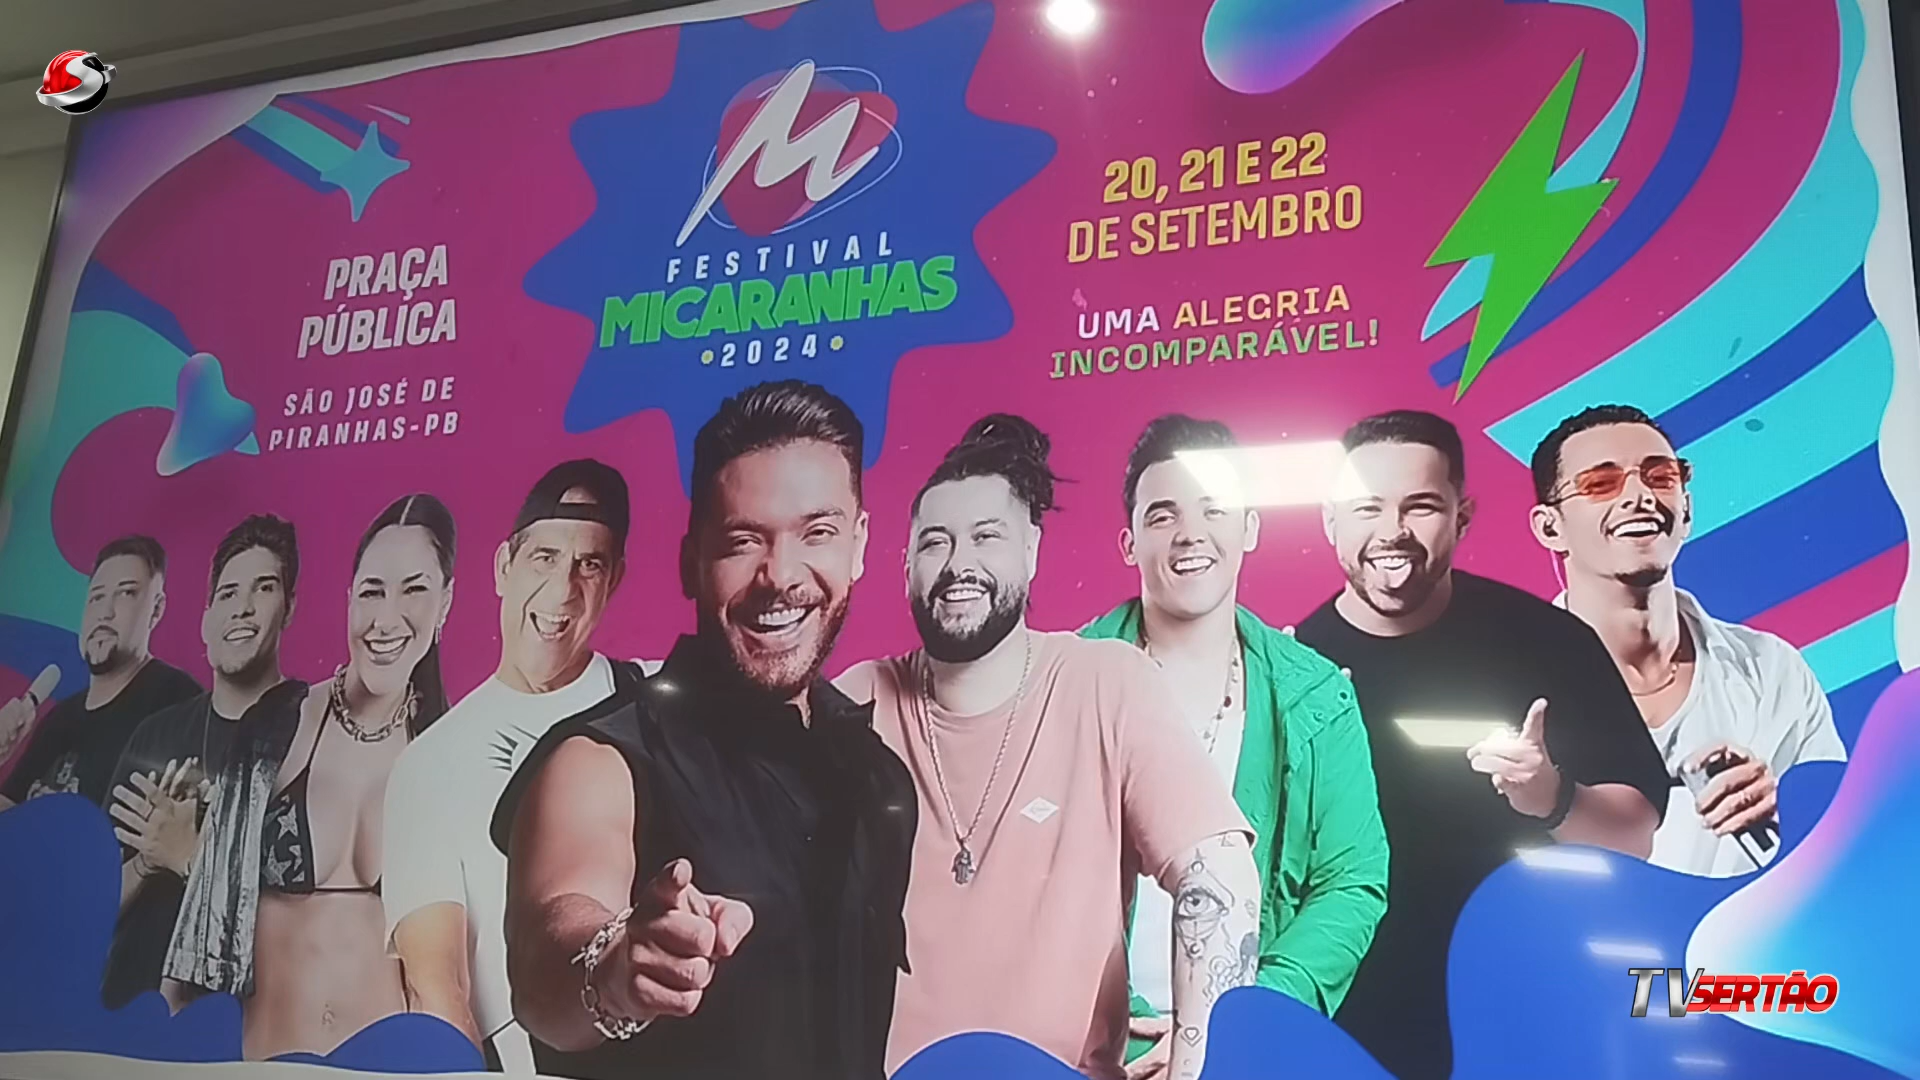 S
PRAÇA
PÚBLICA
SÃO JOSÉ DE
PIRANHAS-PB
M
FESTIVAL
MICARANHAS
•2024•
20, 21 E 22
DE SETEMBRO
UMA ALEGRIA
INCOMPARÁVEL!
TV SERTÃO